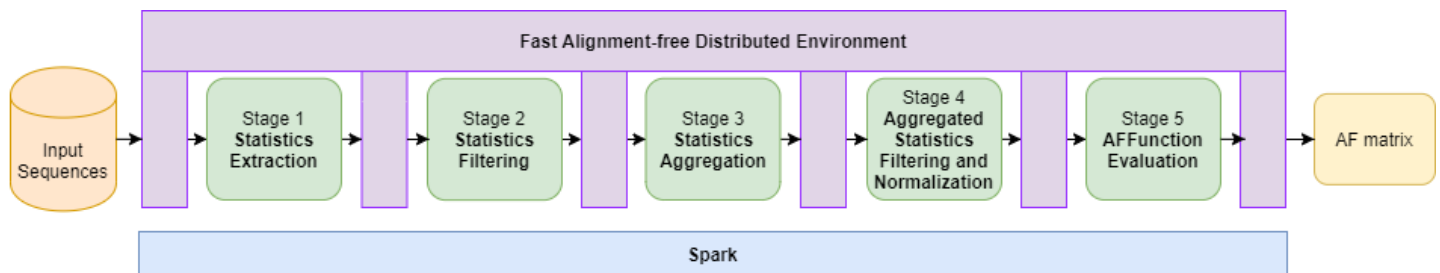 Fast Alignment-free Distributed Environment
Input
Sequences
Stage 1
Statistics
Extraction
Stage 2
Statistics
Filtering
Stage 3
Statistics
Aggregation
Stage 4
Aggregated
Statistics
Filtering and
Normalization
Stage 5
AFFunction
Evaluation
AF matrix
Spark